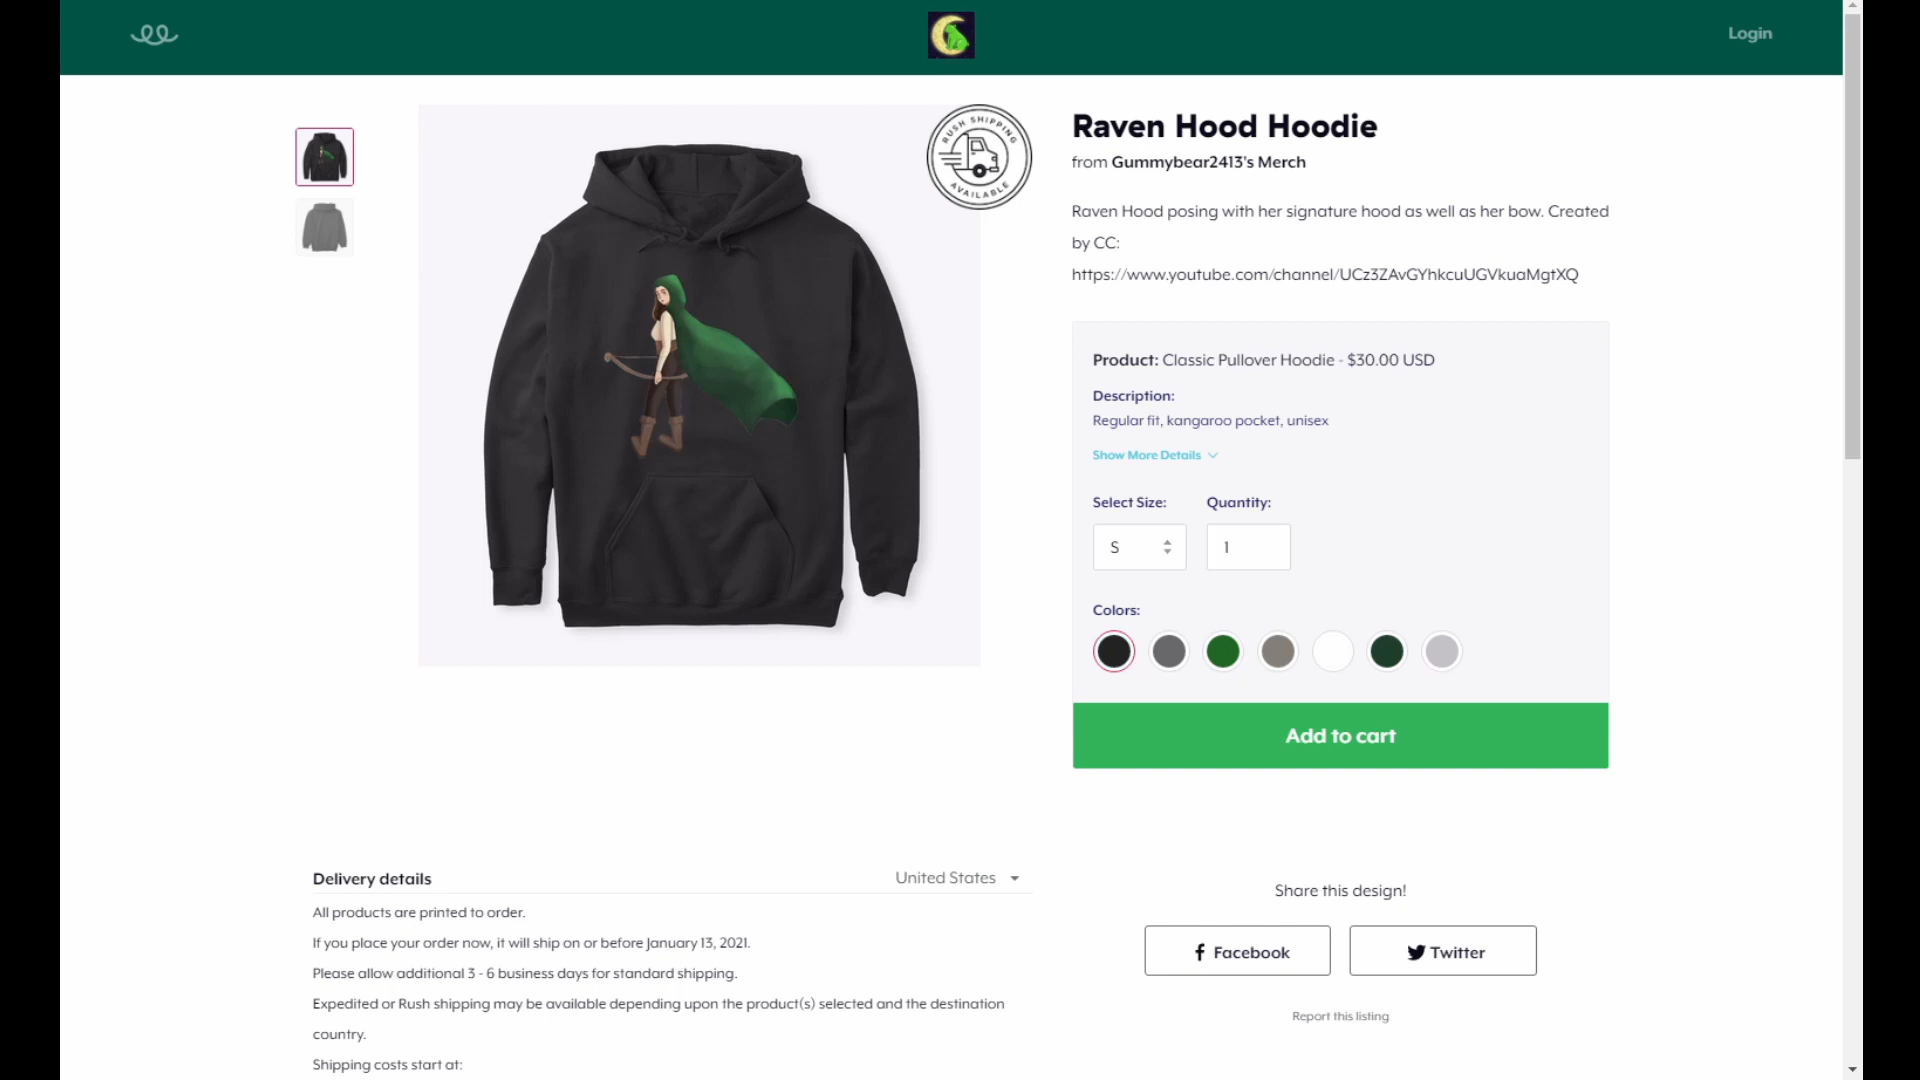 Login
RUSH SHIPPING
AVAILABLE
Raven Hood Hoodie
from Gummybear2413's Merch
Raven Hood posing with her signature hood as well as her bow. Created
by CC:
https://www.youtube.com/channel/UCz3ZAvGYhkcuUGVkuaMgtXQ
Product: Classic Pullover Hoodie - $30.00 USD
Description:
Regular fit, kangaroo pocket, unisex
Show More Details
Select Size: Quantity:
S 1
Colors:
Add to cart
Delivery details United States
All products are printed to order.
If you place your order now, it will ship on or before January 13, 2021.
Please allow additional 3 - 6 business days for standard shipping.
Expedited or Rush shipping may be available depending upon the product(s) selected and the destination
country.
Shipping costs start at:
Share this design!
Facebook Twitter
Report this listing